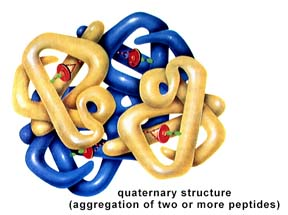 quaternary structure
(aggregation of two or more peptides)